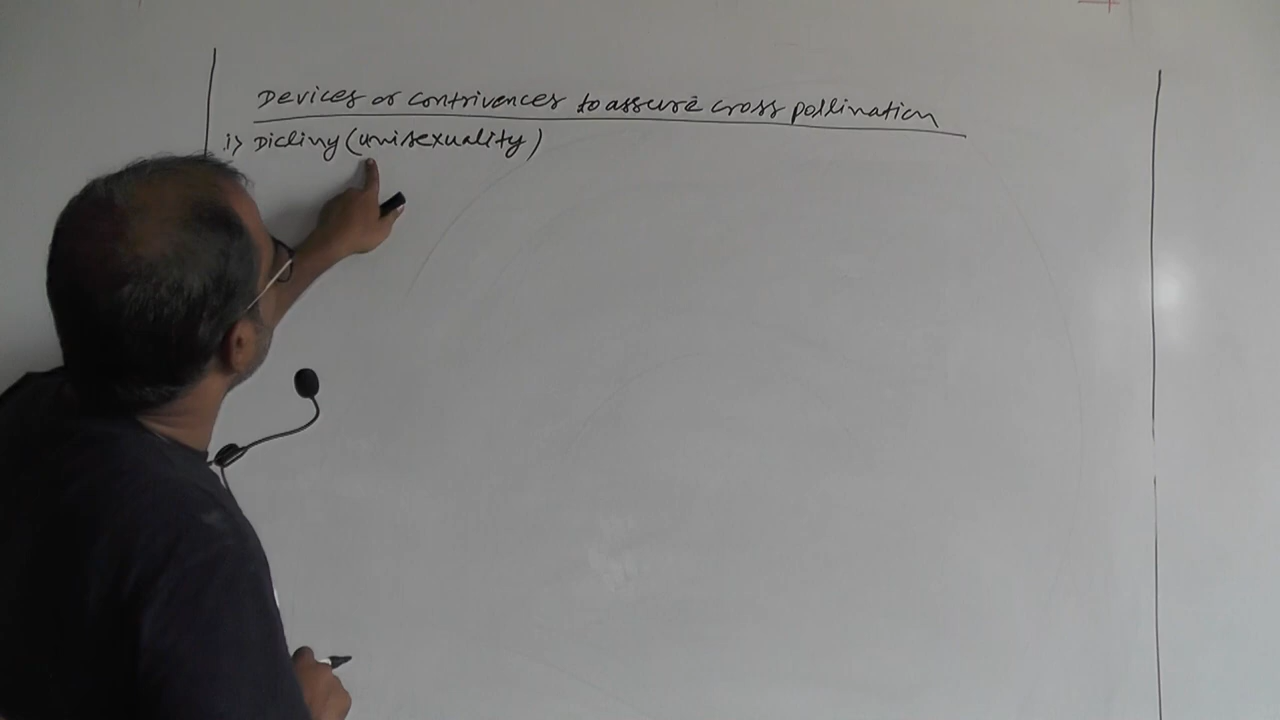 Devices or contrivences to assure cross pollination
i> Dicliny (unisexuality)